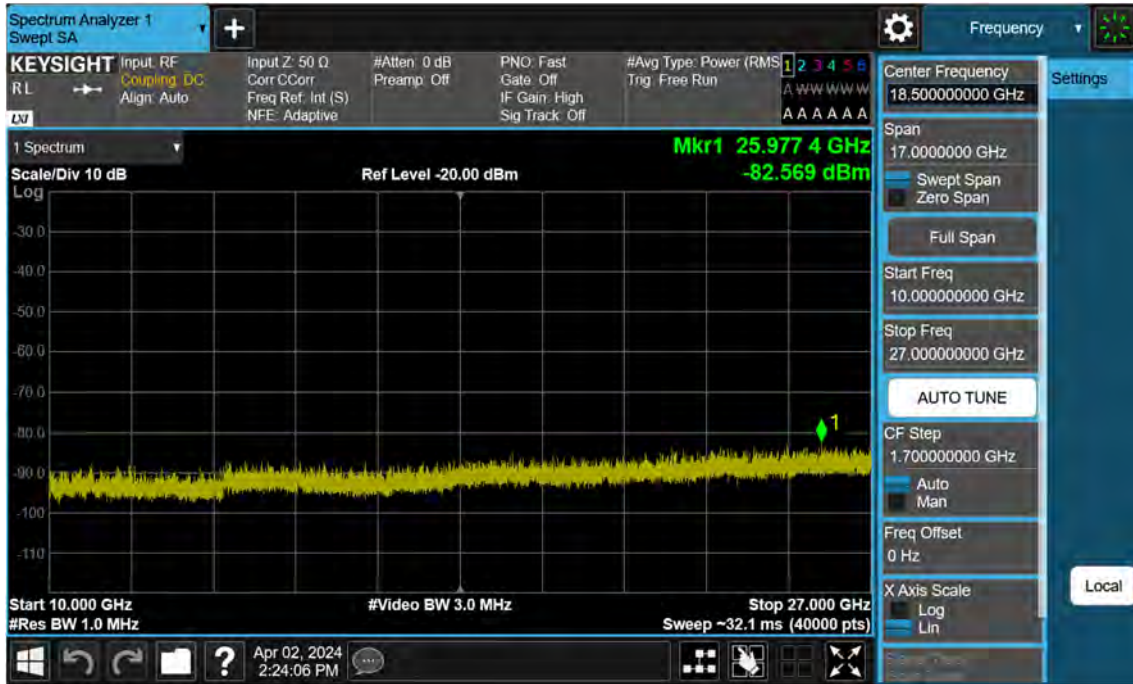 Spectrum Analyzer 1
Swept SA
+
Frequency
KEYSIGHT
RL
LXI
Input: RF
Coupling: DC
Align: Auto
Input Z: 50 Ω
Corr CCorr
Freq Ref: Int (S)
NFE: Adaptive
#Atten: 0 dB
Preamp: Off
PNO: Fast
Gate: Off
IF Gain: High
Sig Track: Off
#Avg Type: Power (RMS
Trig: Free Run
1 2 3 4 5 6
A W W W W W
A A A A A A
1 Spectrum
Mkr1 25.977 4 GHz
-82.569 dBm
Scale/Div 10 dB
Ref Level -20.00 dBm
Log
-30.0
-40.0
-50.0
-60.0
-70.0
-80.0
-90.0
-100
-110
1
Start 10.000 GHz
#Video BW 3.0 MHz
Stop 27.000 GHz
#Res BW 1.0 MHz
Sweep ~32.1 ms (40000 pts)
Center Frequency
18.500000000 GHz
Settings
Span
17.0000000 GHz
Swept Span
Zero Span
Full Span
Start Freq
10.000000000 GHz
Stop Freq
27.000000000 GHz
AUTO TUNE
CF Step
1.700000000 GHz
Auto
Man
Freq Offset
0 Hz
X Axis Scale
Log
Lin
Local
?
Apr 02, 2024
2:24:06 PM